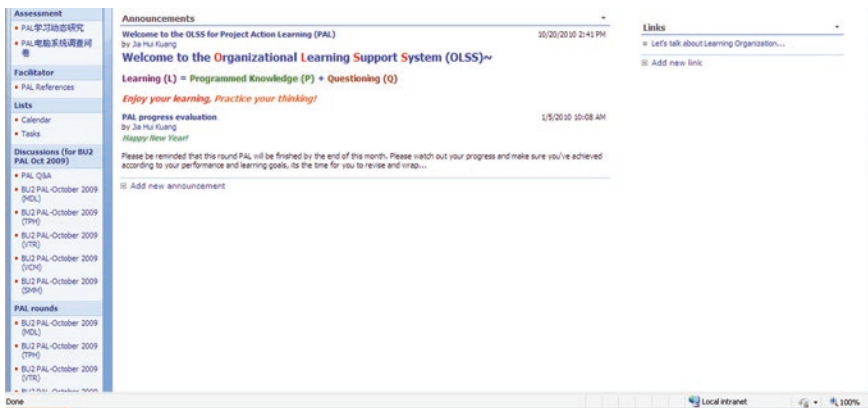 Assessment
PAL学习动态研究
PAL电脑系统调查问
卷
Facilitator
PAL References
Lists
Calendar
Tasks
Discussions (for BU2
PAL Oct 2009)
PAL Q&A
BU2 PAL-October 2009
(MDL)
BU2 PAL-October 2009
(TPH)
BU2 PAL-October 2009
(VTR)
BU2 PAL-October 2009
(VCM)
BU2 PAL-October 2009
(SMM)
PAL rounds
BU2 PAL-October 2009
(MDL)
BU2 PAL-October 2009
(TPH)
BU2 PAL-October 2009
(VTR)
BU2 PAL-October 2009
Announcements
Welcome to the OLSS for Project Action Learning (PAL) 10/20/2010 2:41 PM
by Jia Hui Kuang
Welcome to the Organizational Learning Support System (OLSS)~
Learning (L) = Programmed Knowledge (P) + Questioning (Q)
Enjoy your learning, Practice your thinking!
PAL progress evaluation 1/5/2010 10:08 AM
by Jia Hui Kuang
Happy New Year!
Please be reminded that this round PAL will be finished by the end of this month. Please watch out your progress and make sure you've achieved
according to your performance and learning goals, its the time for you to revise and wrap...
Add new announcement
Links
Let's talk about Learning Organization...
Add new link
Done
Local intranet
100%